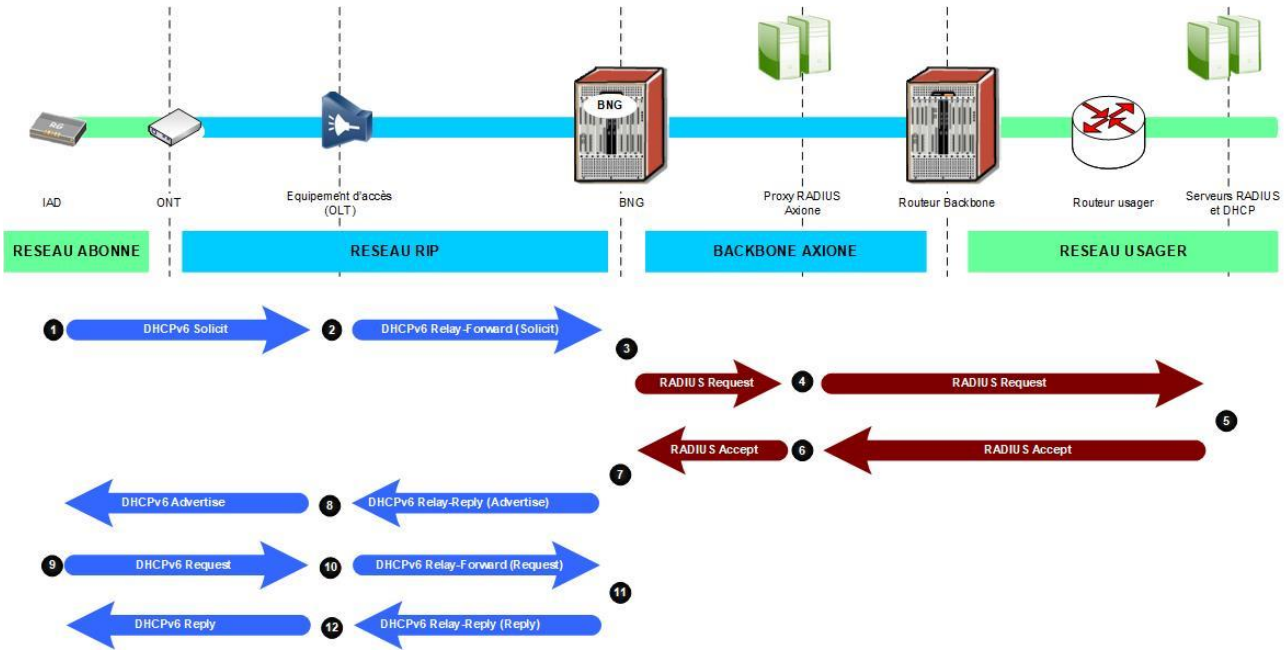 BNG
RG
IAD
ONT
Equipement d'accès
(OLT)
BNG
Proxy RADIUS
Axione
Routeur Backbone
Routeur usager
Serveurs RADIUS
et DHCP
RESEAU ABONNE
RESEAU RIP
BACKBONE AXIONE
RESEAU USAGER
1
DHCPv6 Solicit
2
DHCPv6 Relay-Forward (Solicit)
3
RADIUS Request
4
RADIUS Request
5
RADIUS Accept
6
RADIUS Accept
7
DHCPv6 Advertise
8
DHCPv6 Relay-Reply (Advertise)
9
DHCPv6 Request
10
DHCPv6 Relay-Forward (Request)
11
DHCPv6 Reply
12
DHCPv6 Relay-Reply (Reply)